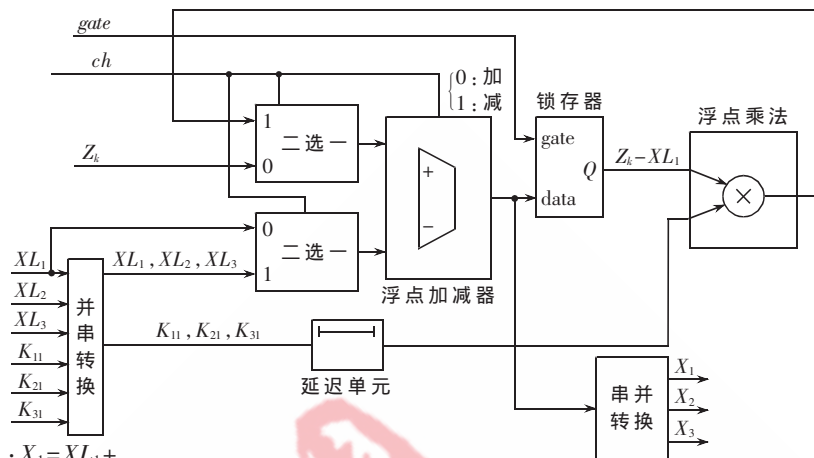 gate
ch
0:加
1:减
锁存器
浮点乘法
1
二选一
0
Z_k
gate
Q
data
Z_k−XL_1
+
−
×
0
二选一
1
浮点加减器
XL_1
XL_2
XL_3
K_11
K_21
K_31
并串转换
XL_1,XL_2,XL_3
K_11,K_21,K_31
延迟单元
串并
转换
X_1
X_2
X_3